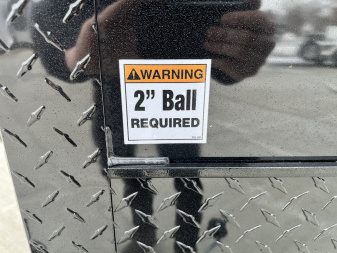 WARNING
2" Ball
REQUIRED